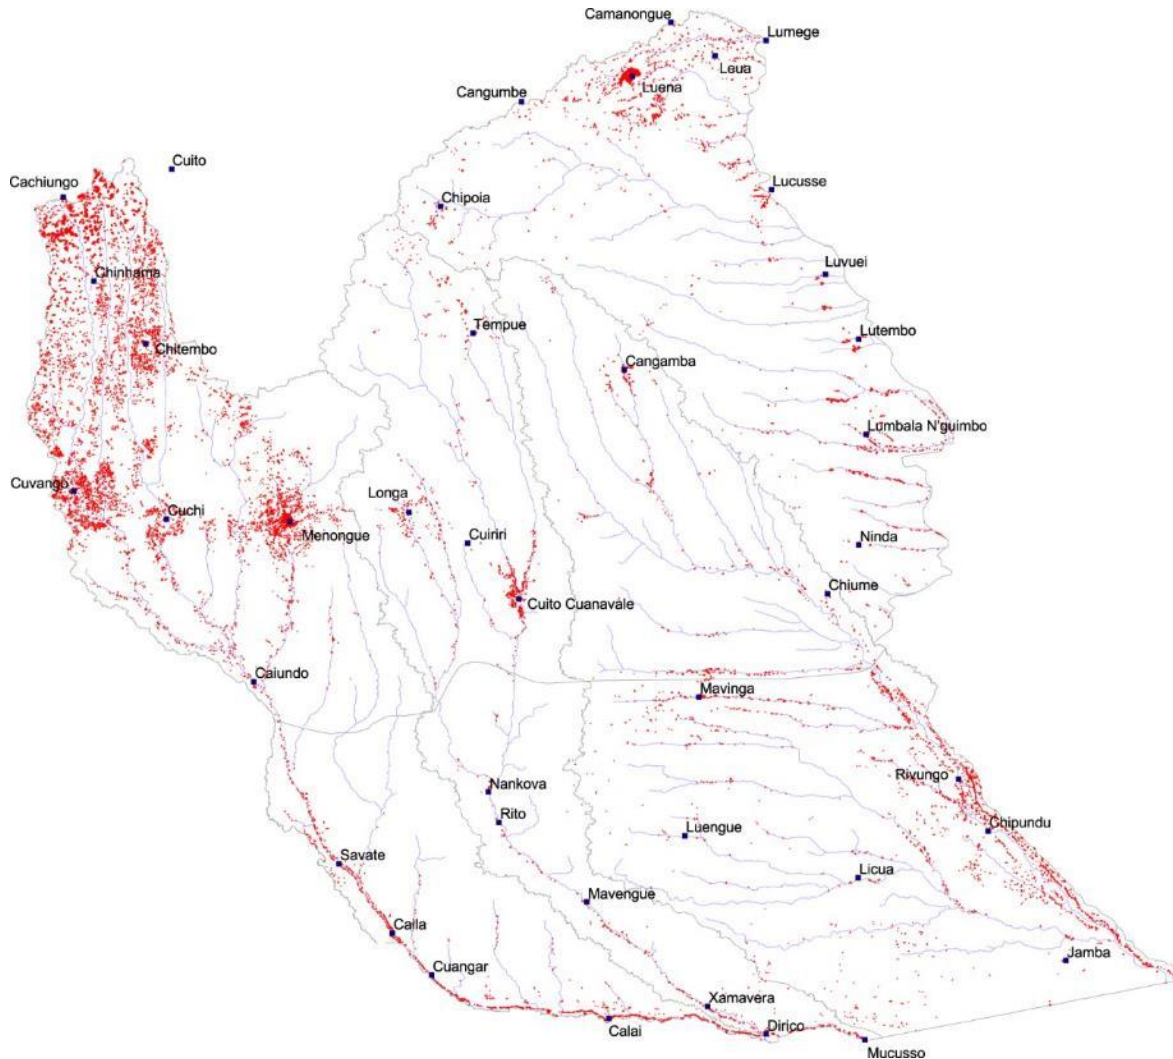 Camanongue
Lumege
Leua
Luena
Cangumbe
Cuito
Cachiungo
Lucusse
Chipoia
Luvuei
Chinhama
Tempue
Lutembo
Chitembo
Cangamba
Lumbala N'guimbo
Cuvango
Longa
Cuchi
Menongue
Cuiriri
Ninda
Chiume
Cuito Cuanavale
Caiundo
Mavinga
Rivungo
Nankova
Rito
Luengue
Chipundu
Savate
Licua
Mavengue
Caila
Jamba
Cuangar
Xamavera
Calai
Dirico
Mucusso